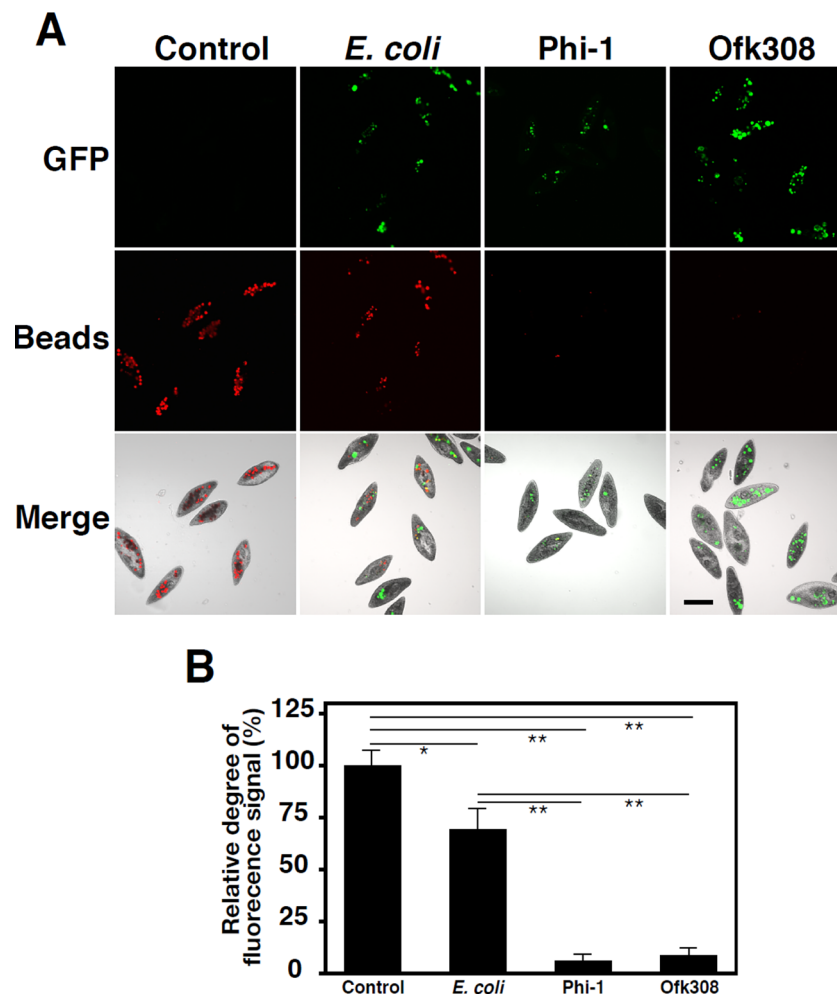 A
Control E. coli Phi-1 Ofk308
GFP
Beads
Merge
B
Relative degree of
fluorecence signal (%)
125
100
75
50
25
0
**
**
*
**
**
Control E. coli Phi-1 Ofk308